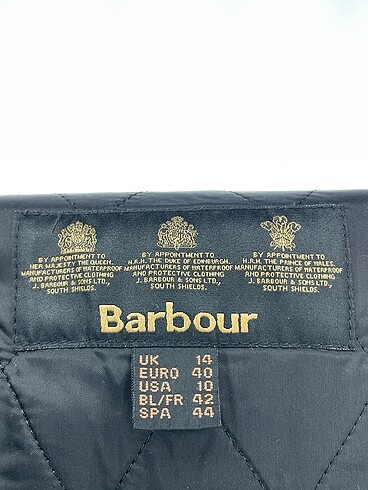 BY APPOINTMENT TO
HER MAJESTY THE QUEEN.
MANUFACTURERS OF WATERPROOF
AND PROTECTIVE CLOTHING
J. BARBOUR & SONS LTD.,
SOUTH SHIELDS.
BY APPOINTMENT TO
H.R.H. THE DUKE OF EDINBURGH.
MANUFACTURERS OF WATERPROOF
AND PROTECTIVE CLOTHING
J. BARBOUR & SONS LTD.,
SOUTH SHIELDS.
BY APPOINTMENT TO
H.R.H. THE PRINCE OF WALES.
MANUFACTURERS OF WATERPROOF
AND PROTECTIVE CLOTHING
J. BARBOUR & SONS LTD.,
SOUTH SHIELDS.
Barbour
UK 14
EURO 40
USA 10
BL/FR 42
SPA 44